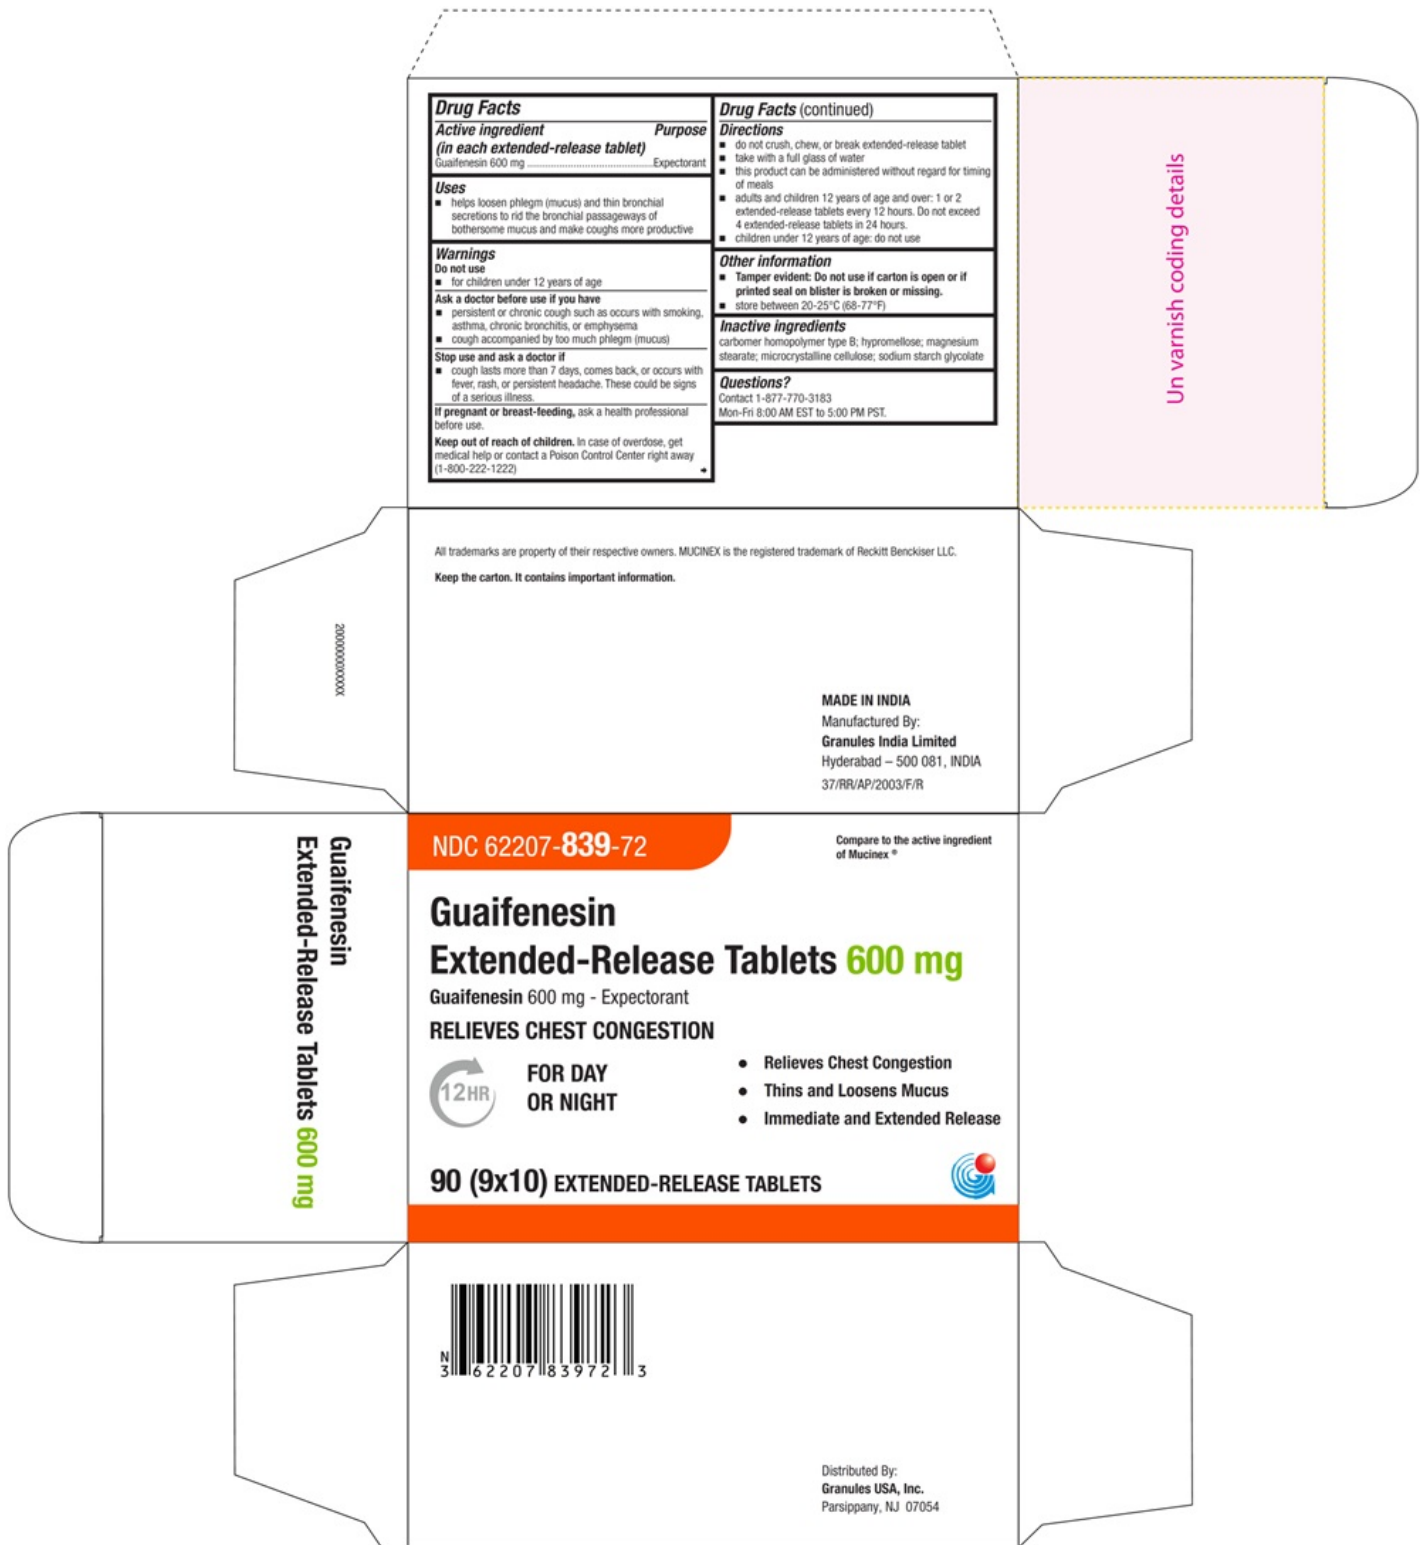 Drug Facts
Active ingredient Purpose
(in each extended-release tablet)
Guaifenesin 600 mg ........................................Expectorant
Uses
■ helps loosen phlegm (mucus) and thin bronchial
secretions to rid the bronchial passageways of
bothersome mucus and make coughs more productive
Warnings
Do not use
■ for children under 12 years of age
Ask a doctor before use if you have
■ persistent or chronic cough such as occurs with smoking,
asthma, chronic bronchitis, or emphysema
■ cough accompanied by too much phlegm (mucus)
Stop use and ask a doctor if
■ cough lasts more than 7 days, comes back, or occurs with
fever, rash, or persistent headache. These could be signs
of a serious illness.
If pregnant or breast-feeding, ask a health professional
before use.
Keep out of reach of children. In case of overdose, get
medical help or contact a Poison Control Center right away
(1-800-222-1222)
Drug Facts (continued)
Directions
■ do not crush, chew, or break extended-release tablet
■ take with a full glass of water
■ this product can be administered without regard for timing
of meals
■ adults and children 12 years of age and over: 1 or 2
extended-release tablets every 12 hours. Do not exceed
4 extended-release tablets in 24 hours.
■ children under 12 years of age: do not use
Other information
■ Tamper evident: Do not use if carton is open or if
printed seal on blister is broken or missing.
■ store between 20-25°C (68-77°F)
Inactive ingredients
carbomer homopolymer type B; hypromellose; magnesium
stearate; microcrystalline cellulose; sodium starch glycolate
Questions?
Contact 1-877-770-3183
Mon-Fri 8:00 AM EST to 5:00 PM PST.
Un varnish coding details
All trademarks are property of their respective owners. MUCINEX is the registered trademark of Reckitt Benckiser LLC.
Keep the carton. It contains important information.
MADE IN INDIA
Manufactured By:
Granules India Limited
Hyderabad – 500 081, INDIA
37/RR/AP/2003/F/R
Guaifenesin
Extended-Release Tablets 600 mg
NDC 62207-839-72
Compare to the active ingredient
of Mucinex ®
Guaifenesin
Extended-Release Tablets 600 mg
Guaifenesin 600 mg - Expectorant
RELIEVES CHEST CONGESTION
12HR
FOR DAY
OR NIGHT
● Relieves Chest Congestion
● Thins and Loosens Mucus
● Immediate and Extended Release
90 (9x10) EXTENDED-RELEASE TABLETS
N
3 62207 83972 3
Distributed By:
Granules USA, Inc.
Parsippany, NJ 07054